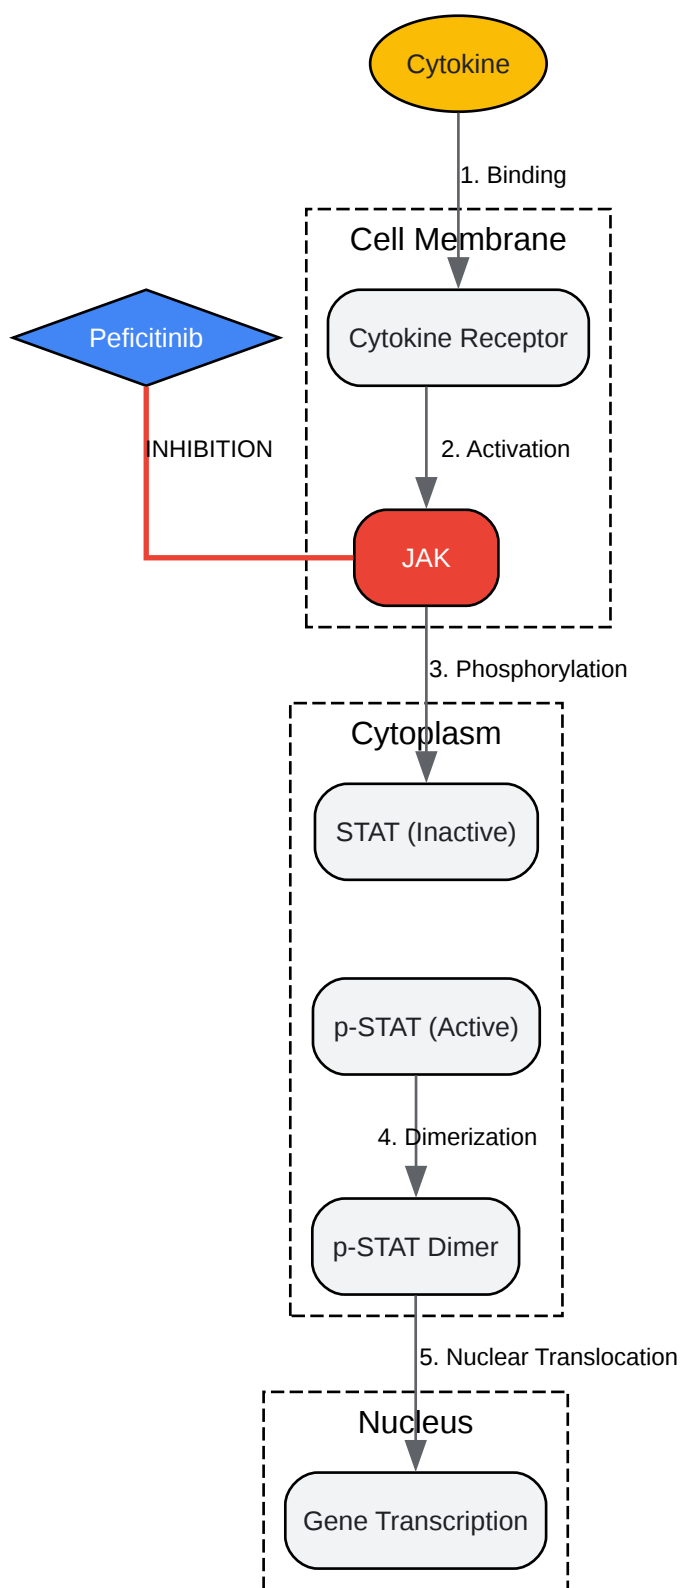 Cytokine
1. Binding
Cell Membrane
Peficitinib
Cytokine Receptor
INHIBITION
2. Activation
JAK
3. Phosphorylation
Cytoplasm
STAT (Inactive)
p-STAT (Active)
4. Dimerization
p-STAT Dimer
5. Nuclear Translocation
Nucleus
Gene Transcription